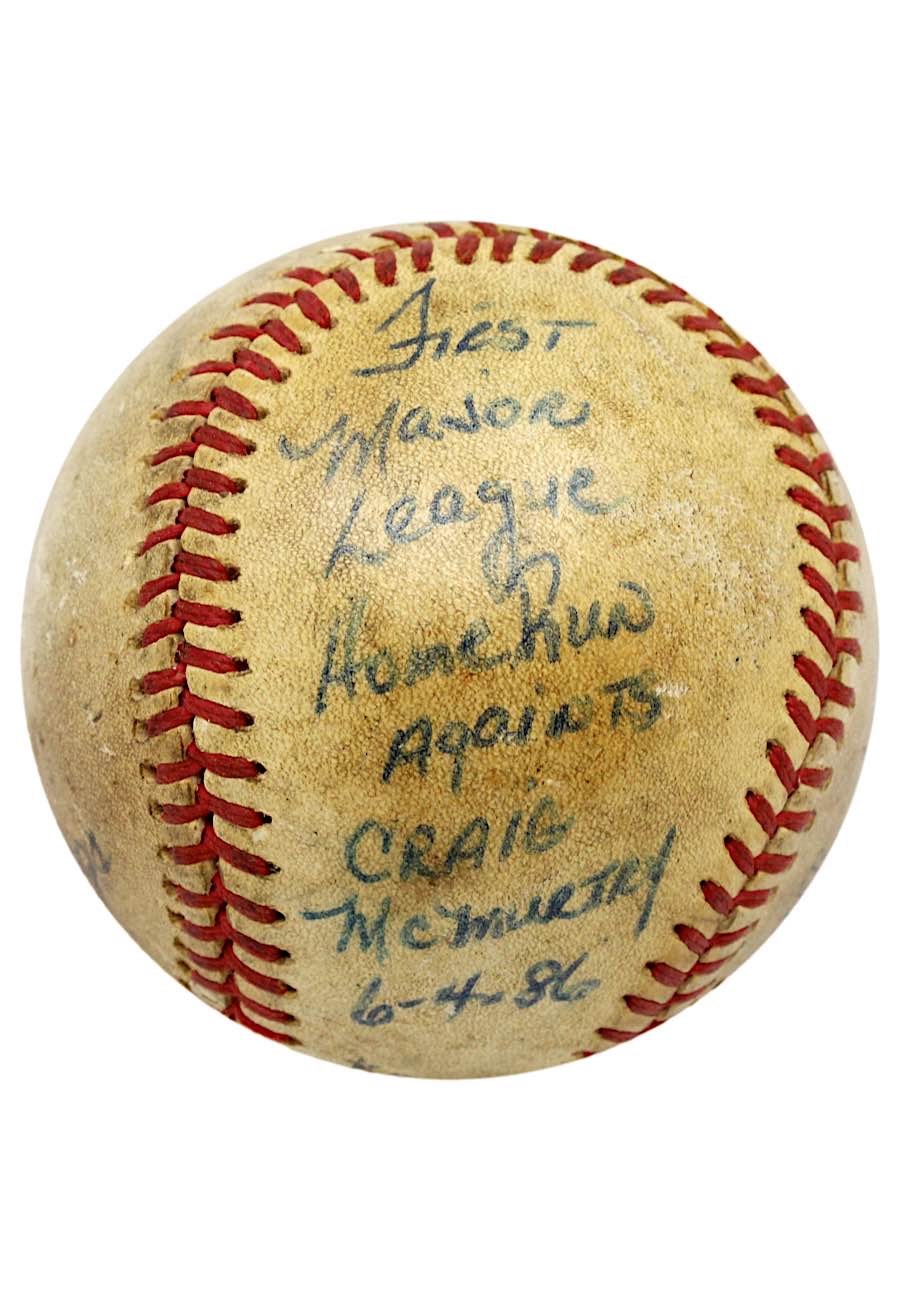 First
Major
League
Home Run
Againts
CRAIG
McMURTRY
6-4-86